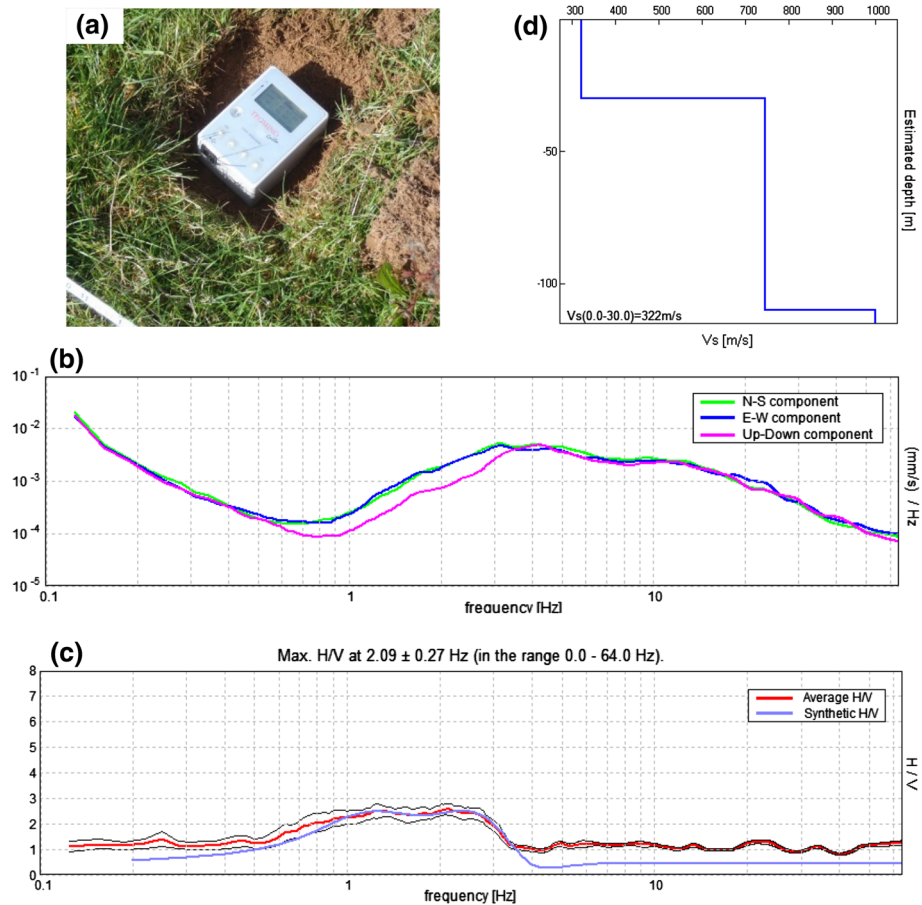 (a)
(d)
300 400 500 600 700 800 900 1000
-50
-100
Estimated depth [m]
Vs(0.0-30.0)=322m/s
Vs [m/s]
(b)
10⁻¹
10⁻²
10⁻³
10⁻⁴
10⁻⁵
N-S component
E-W component
Up-Down component
(mm/s) / Hz
0.1 1 10
frequency [Hz]
(c)
Max. H/V at 2.09 ± 0.27 Hz (in the range 0.0 - 64.0 Hz).
8
7
6
5
4
3
2
1
0
Average H/V
Synthetic H/V
H / V
0.1 1 10
frequency [Hz]